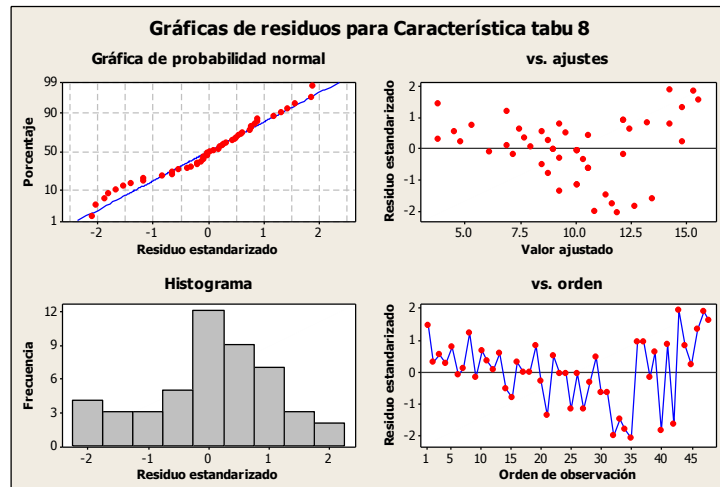 Gráficas de residuos para Característica tabu 8
Gráfica de probabilidad normal
Porcentaje
99
90
50
10
1
-2 -1 0 1 2
Residuo estandarizado
vs. ajustes
Residuo estandarizado
2
1
0
-1
-2
5.0 7.5 10.0 12.5 15.0
Valor ajustado
Histograma
Frecuencia
12
9
6
3
0
-2 -1 0 1 2
Residuo estandarizado
vs. orden
Residuo estandarizado
2
1
0
-1
-2
1 5 10 15 20 25 30 35 40 45
Orden de observación